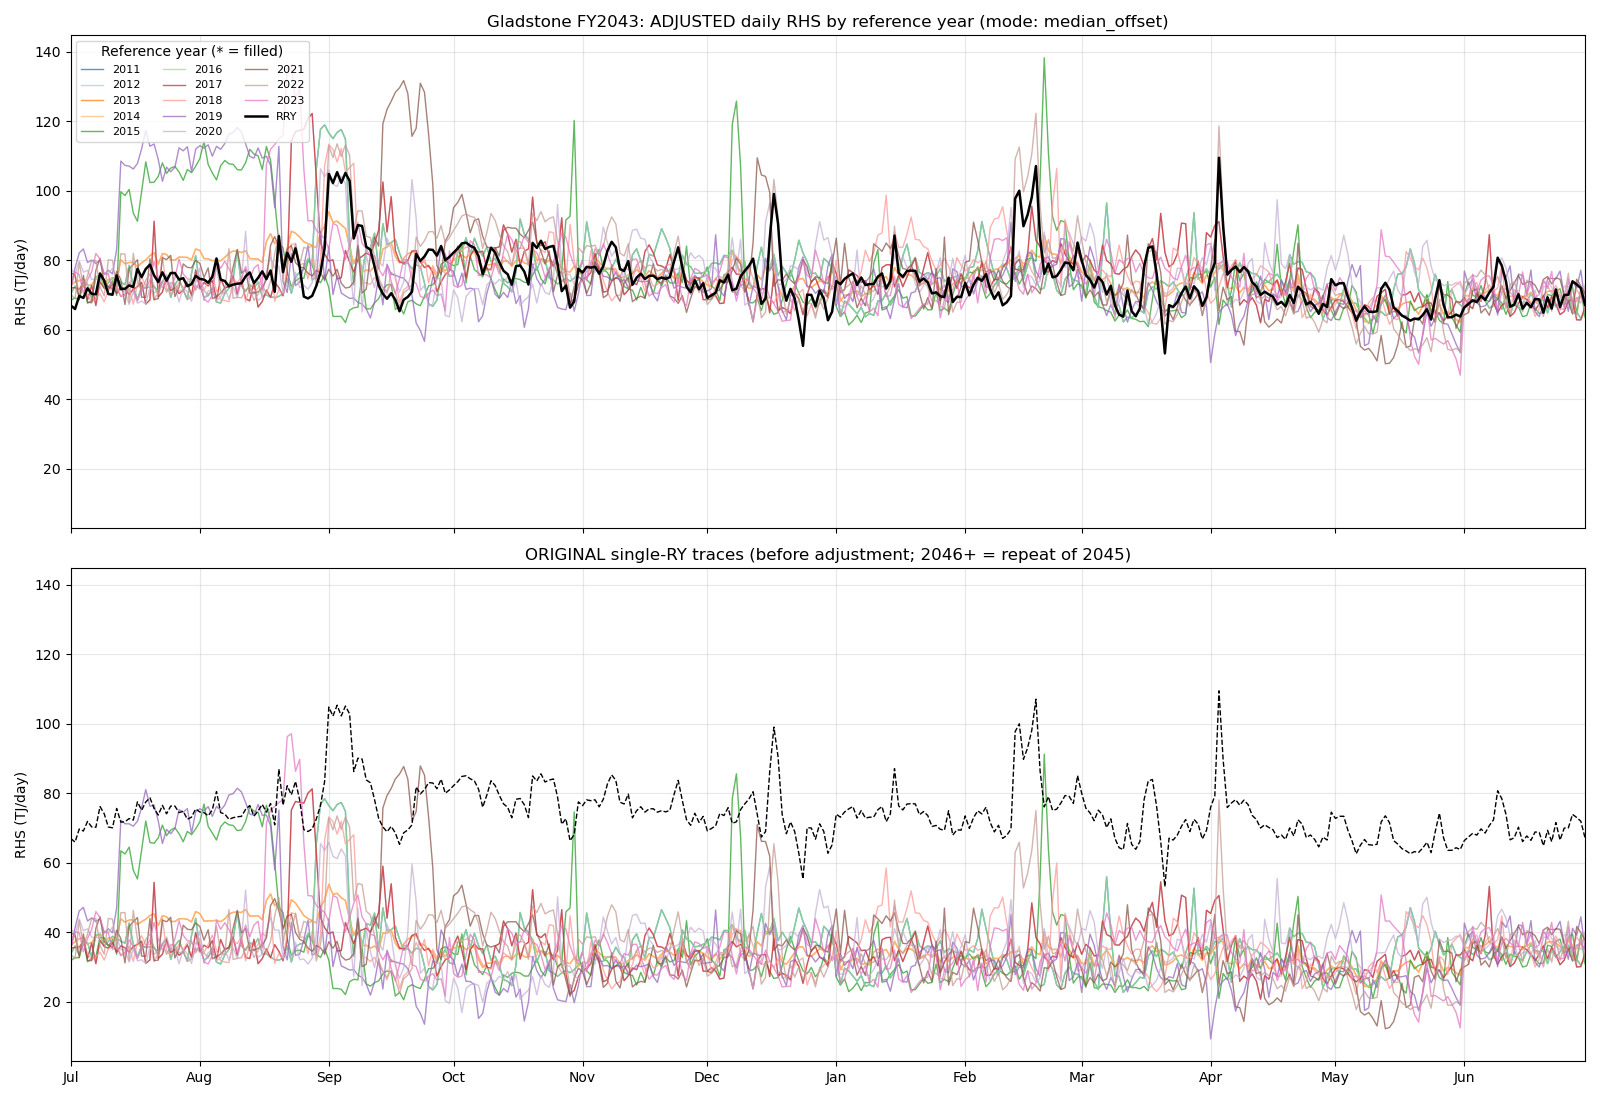 Gladstone FY2043: ADJUSTED daily RHS by reference year (mode: median_offset)
RHS (TJ/day)
140
120
100
80
60
40
20
Reference year (* = filled)
2011 2016 2021
2012 2017 2022
2013 2018 2023
2014 2019 RRY
2015 2020
ORIGINAL single-RY traces (before adjustment; 2046+ = repeat of 2045)
RHS (TJ/day)
140
120
100
80
60
40
20
Jul Aug Sep Oct Nov Dec Jan Feb Mar Apr May Jun